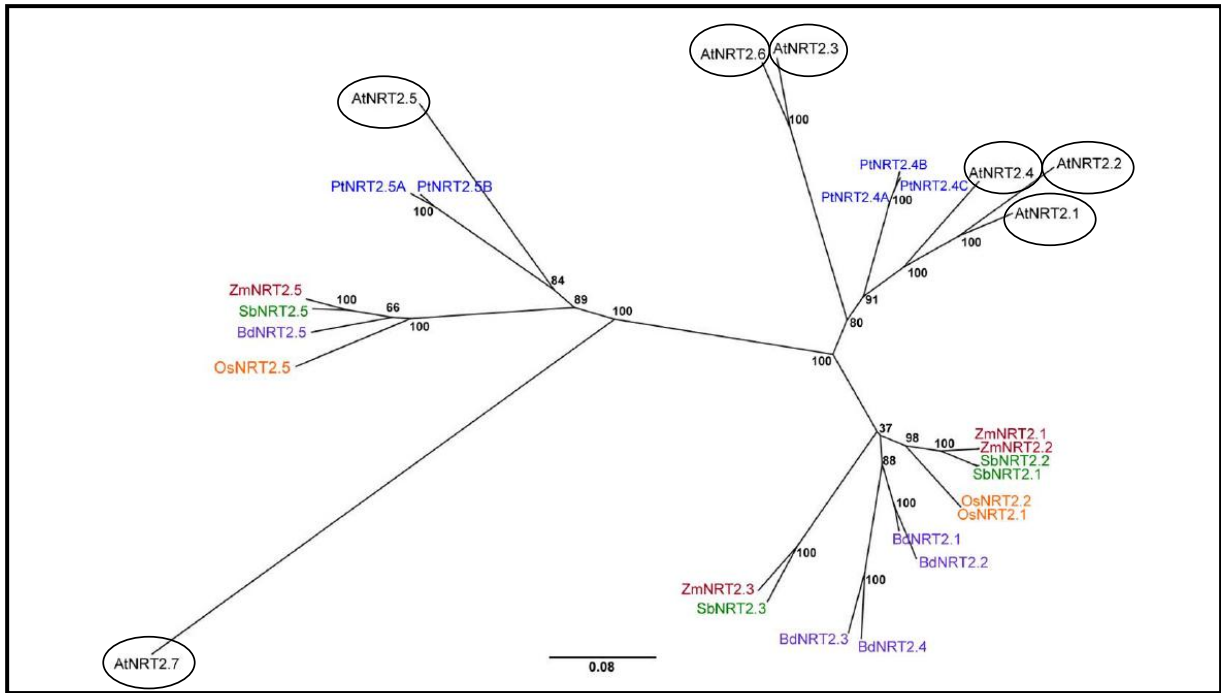 AtNRT2.6
AtNRT2.3
AtNRT2.5
100
PtNRT2.4B
AtNRT2.4
AtNRT2.2
PtNRT2.5A
PtNRT2.5B
PtNRT2.4A
PtNRT2.4C
100
100
AtNRT2.1
100
100
84
ZmNRT2.5
100
89
91
SbNRT2.5
66
100
80
BdNRT2.5
100
100
OsNRT2.5
37
98
100
ZmNRT2.1
ZmNRT2.2
88
SbNRT2.2
SbNRT2.1
100
OsNRT2.2
OsNRT2.1
BdNRT2.1
100
BdNRT2.2
100
ZmNRT2.3
SbNRT2.3
BdNRT2.3
BdNRT2.4
AtNRT2.7
0.08